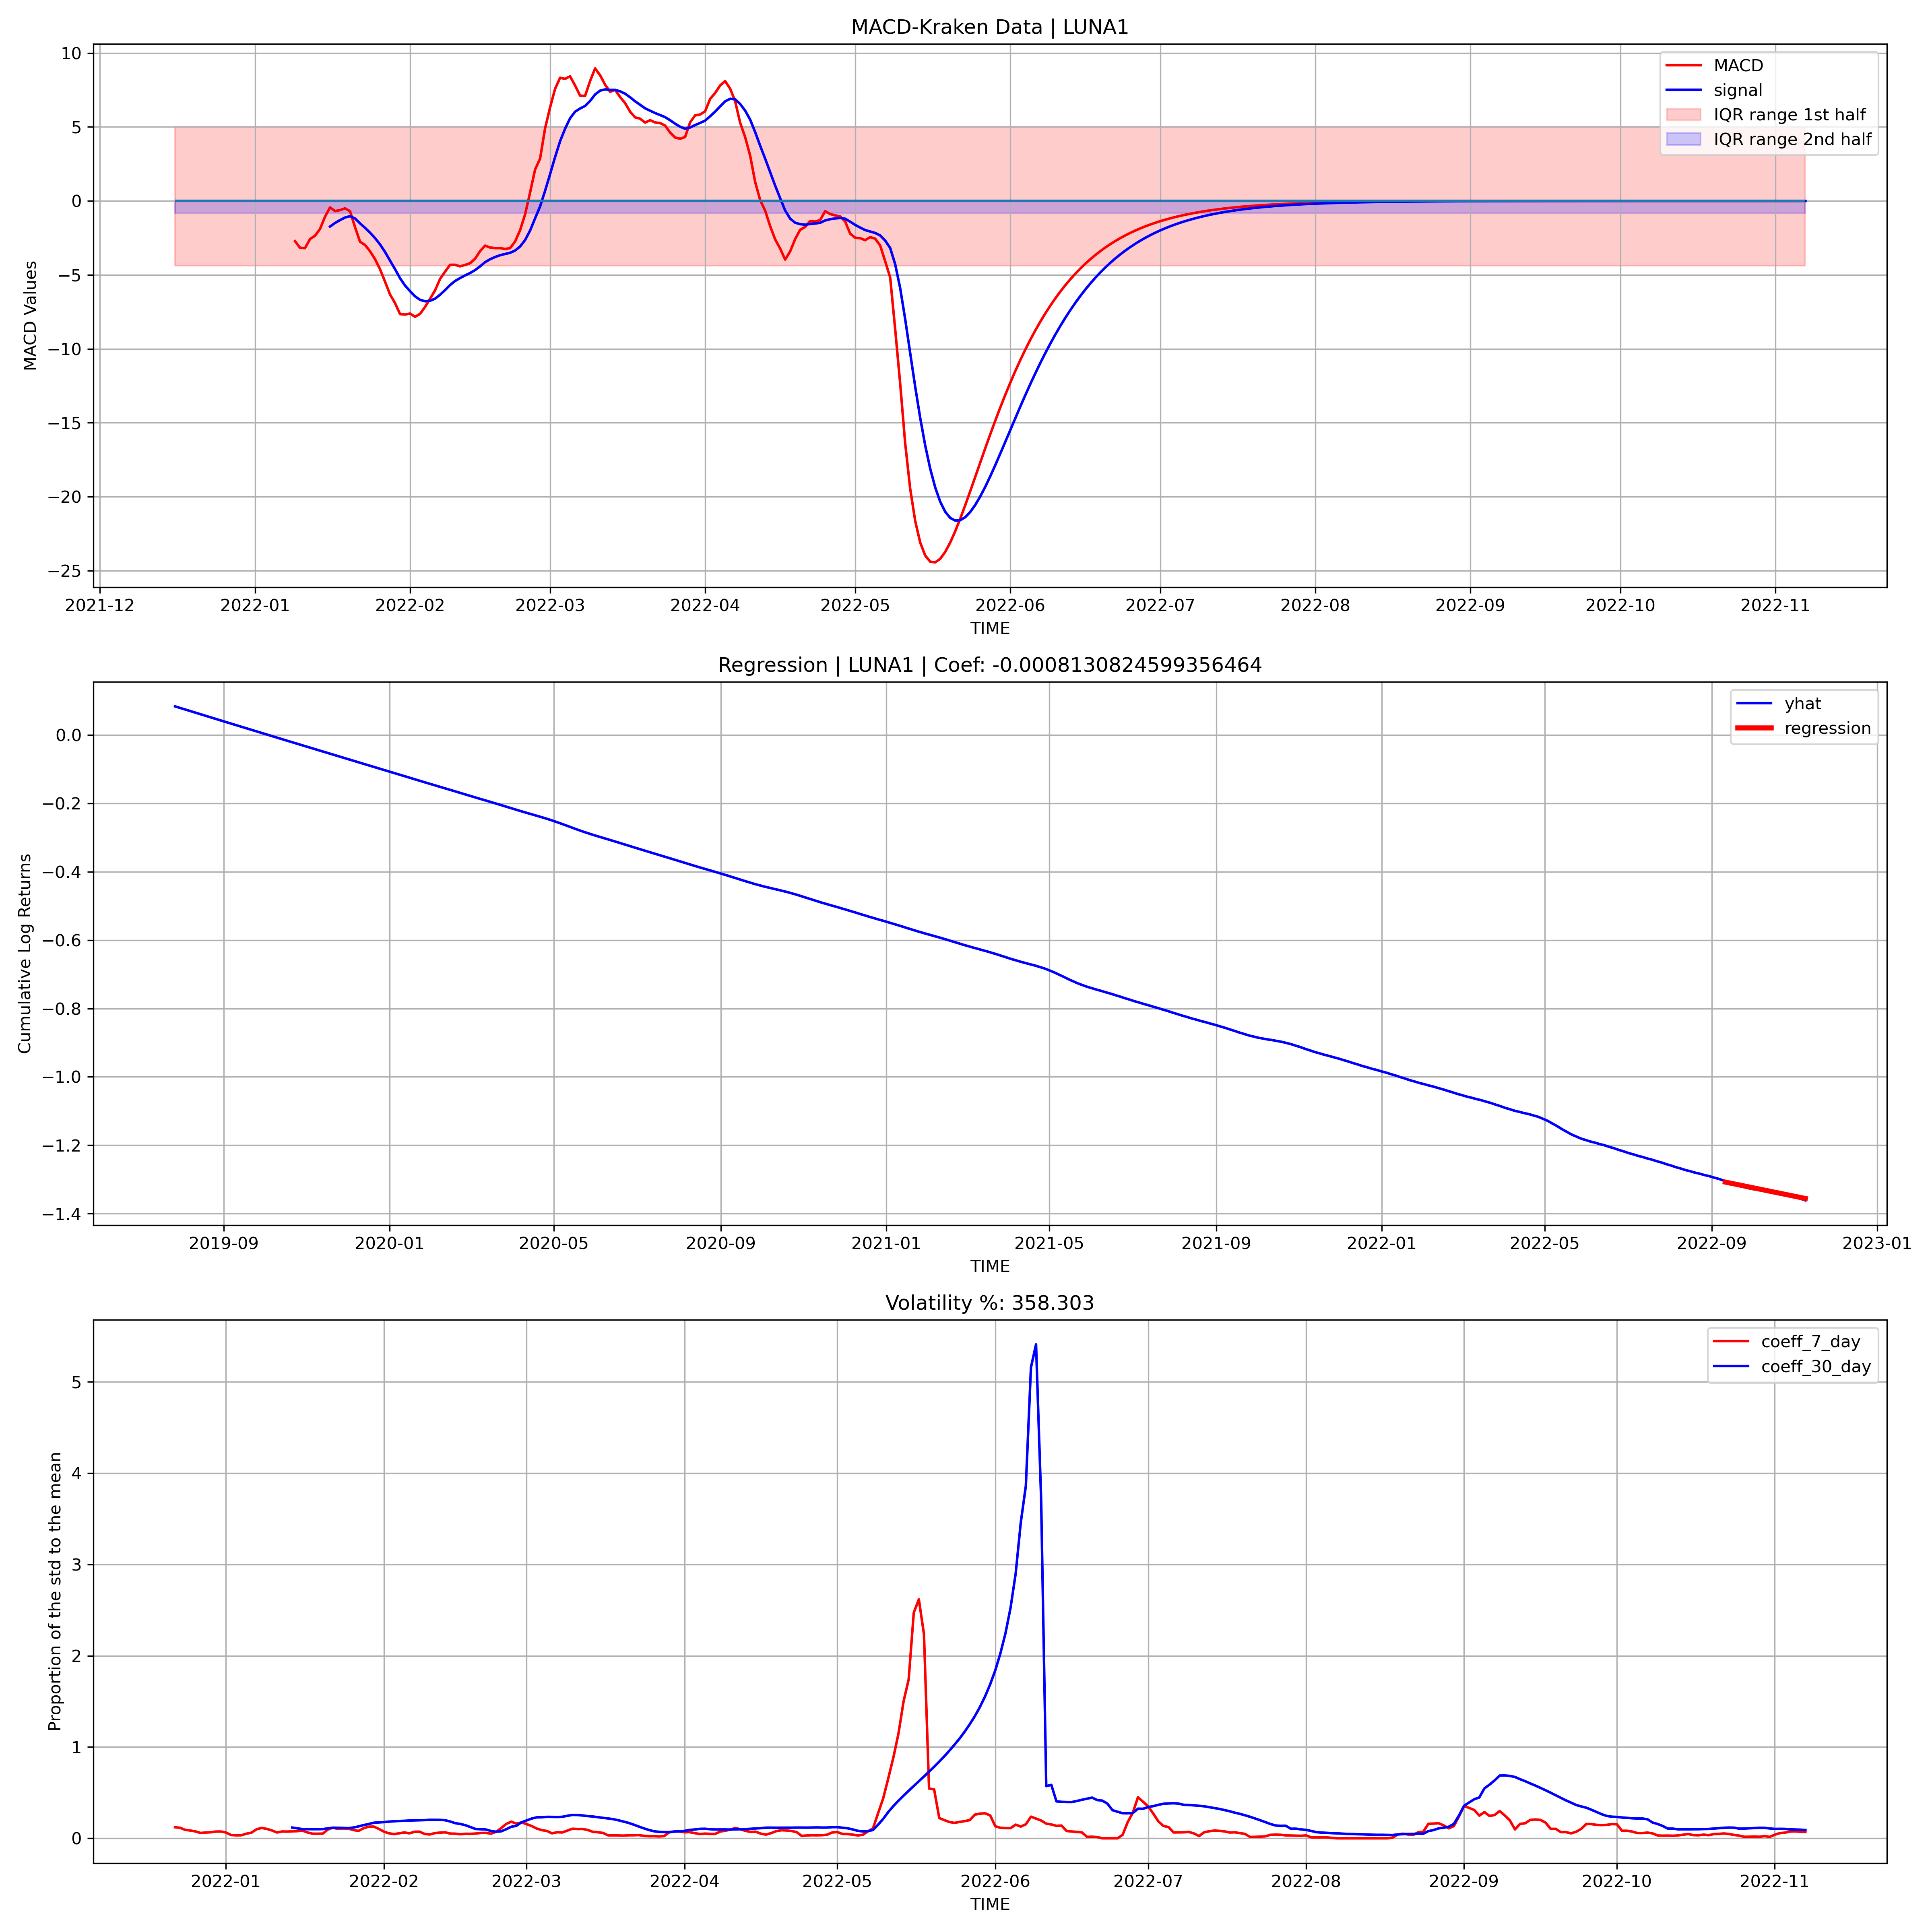 MACD-Kraken Data | LUNA1
MACD
signal
IQR range 1st half
IQR range 2nd half
10
5
0
−5
−10
−15
−20
−25
MACD Values
2021-12 2022-01 2022-02 2022-03 2022-04 2022-05 2022-06 2022-07 2022-08 2022-09 2022-10 2022-11
TIME
Regression | LUNA1 | Coef: -0.0008130824599356464
yhat
regression
0.0
−0.2
−0.4
−0.6
−0.8
−1.0
−1.2
−1.4
Cumulative Log Returns
2019-09 2020-01 2020-05 2020-09 2021-01 2021-05 2021-09 2022-01 2022-05 2022-09 2023-01
TIME
Volatility %: 358.303
coeff_7_day
coeff_30_day
5
4
3
2
1
0
Proportion of the std to the mean
2022-01 2022-02 2022-03 2022-04 2022-05 2022-06 2022-07 2022-08 2022-09 2022-10 2022-11
TIME